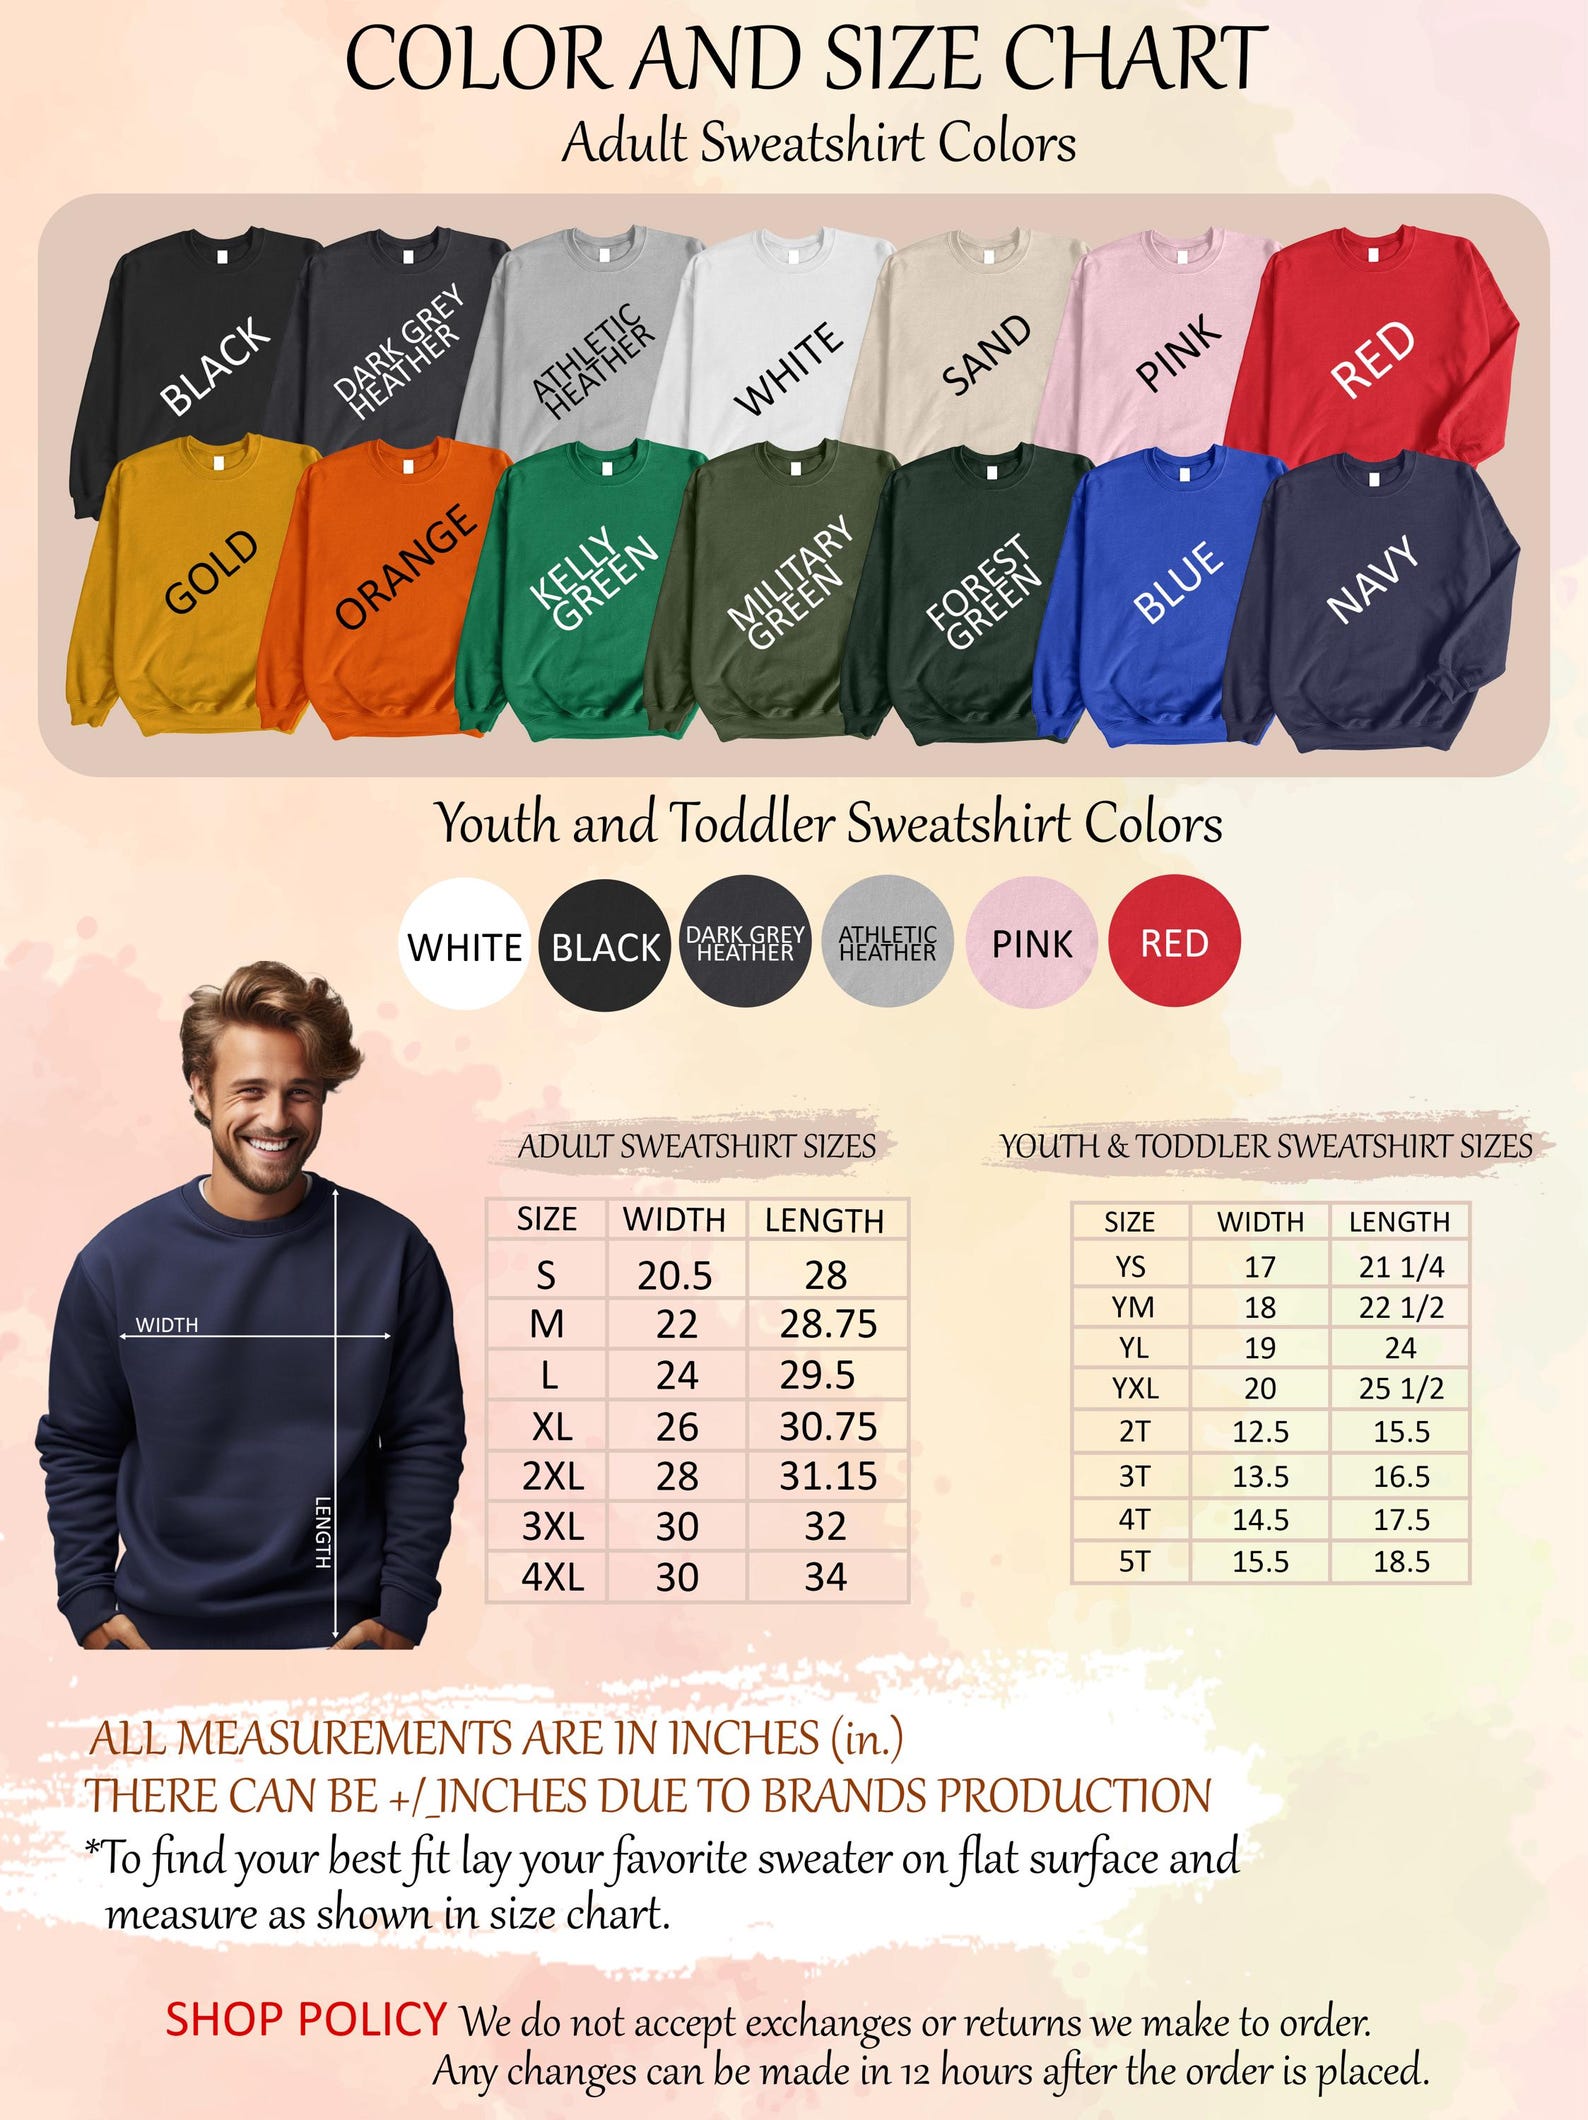 COLOR AND SIZE CHART
Adult Sweatshirt Colors
BLACK
DARK GREY
HEATHER
ATHLETIC
HEATHER
WHITE
SAND
PINK
RED
GOLD
ORANGE
KELLY
GREEN
MILITARY
GREEN
FOREST
GREEN
BLUE
NAVY
Youth and Toddler Sweatshirt Colors
WHITE
BLACK
DARK GREY
HEATHER
ATHLETIC
HEATHER
PINK
RED
WIDTH
LENGTH
ADULT SWEATSHIRT SIZES
SIZE WIDTH LENGTH
S 20.5 28
M 22 28.75
L 24 29.5
XL 26 30.75
2XL 28 31.15
3XL 30 32
4XL 30 34
YOUTH & TODDLER SWEATSHIRT SIZES
SIZE WIDTH LENGTH
YS 17 21 1/4
YM 18 22 1/2
YL 19 24
YXL 20 25 1/2
2T 12.5 15.5
3T 13.5 16.5
4T 14.5 17.5
5T 15.5 18.5
ALL MEASUREMENTS ARE IN INCHES (in.)
THERE CAN BE +/_INCHES DUE TO BRANDS PRODUCTION
*To find your best fit lay your favorite sweater on flat surface and
measure as shown in size chart.
SHOP POLICY We do not accept exchanges or returns we make to order.
Any changes can be made in 12 hours after the order is placed.